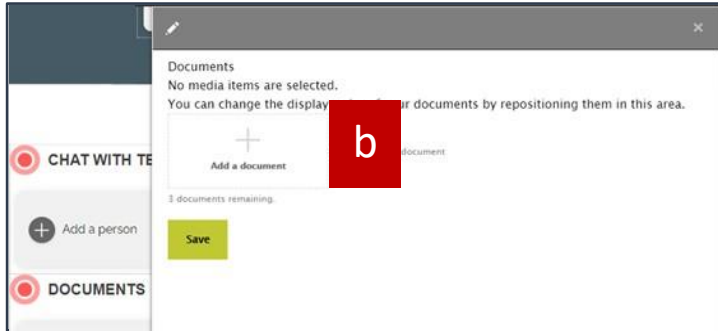 Documents
No media items are selected.
You can change the display ur documents by repositioning them in this area.
b
Add a document
document
3 documents remaining.
Save
CHAT WITH TE
Add a person
DOCUMENTS